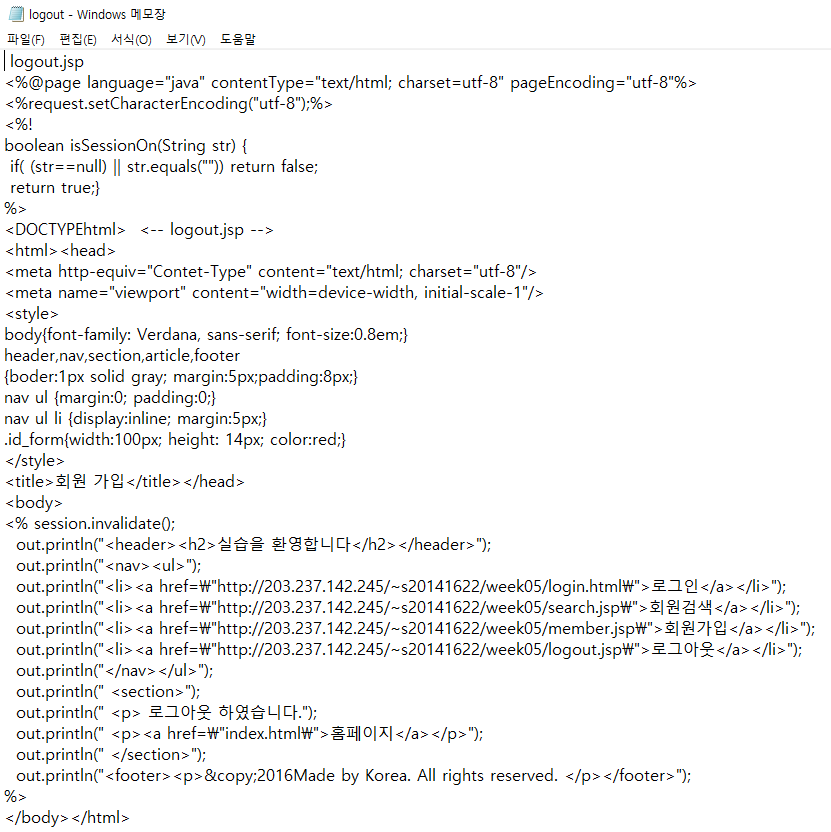 logout - Windows 메모장
파일(F) 편집(E) 서식(O) 보기(V) 도움말
logout.jsp
<%@page language="java" contentType="text/html; charset=utf-8" pageEncoding="utf-8"%>
<%request.setCharacterEncoding("utf-8");%>
<%!
boolean isSessionOn(String str) {
 if( (str==null) || str.equals("")) return false;
 return true;}
%>
<DOCTYPEhtml>   <-- logout.jsp -->
<html><head>
<meta http-equiv="Contet-Type" content="text/html; charset="utf-8"/>
<meta name="viewport" content="width=device-width, initial-scale-1"/>
<style>
body{font-family: Verdana, sans-serif; font-size:0.8em;}
header,nav,section,article,footer
{boder:1px solid gray; margin:5px;padding:8px;}
nav ul {margin:0; padding:0;}
nav ul li {display:inline; margin:5px;}
.id_form{width:100px; height: 14px; color:red;}
</style>
<title>회원 가입</title></head>
<body>
<% session.invalidate();
  out.println("<header><h2>실습을 환영합니다</h2></header>");
  out.println("<nav><ul>");
  out.println("<li><a href=₩"http://203.237.142.245/~s20141622/week05/login.html₩">로그인</a></li>");
  out.println("<li><a href=₩"http://203.237.142.245/~s20141622/week05/search.jsp₩">회원검색</a></li>");
  out.println("<li><a href=₩"http://203.237.142.245/~s20141622/week05/member.jsp₩">회원가입</a></li>");
  out.println("<li><a href=₩"http://203.237.142.245/~s20141622/week05/logout.jsp₩">로그아웃</a></li>");
  out.println("</nav></ul>");
  out.println(" <section>");
  out.println(" <p> 로그아웃 하였습니다.");
  out.println(" <p><a href=₩"index.html₩">홈페이지</a></p>");
  out.println(" </section>");
  out.println("<footer><p>&copy;2016Made by Korea. All rights reserved. </p></footer>");
%>
</body></html>